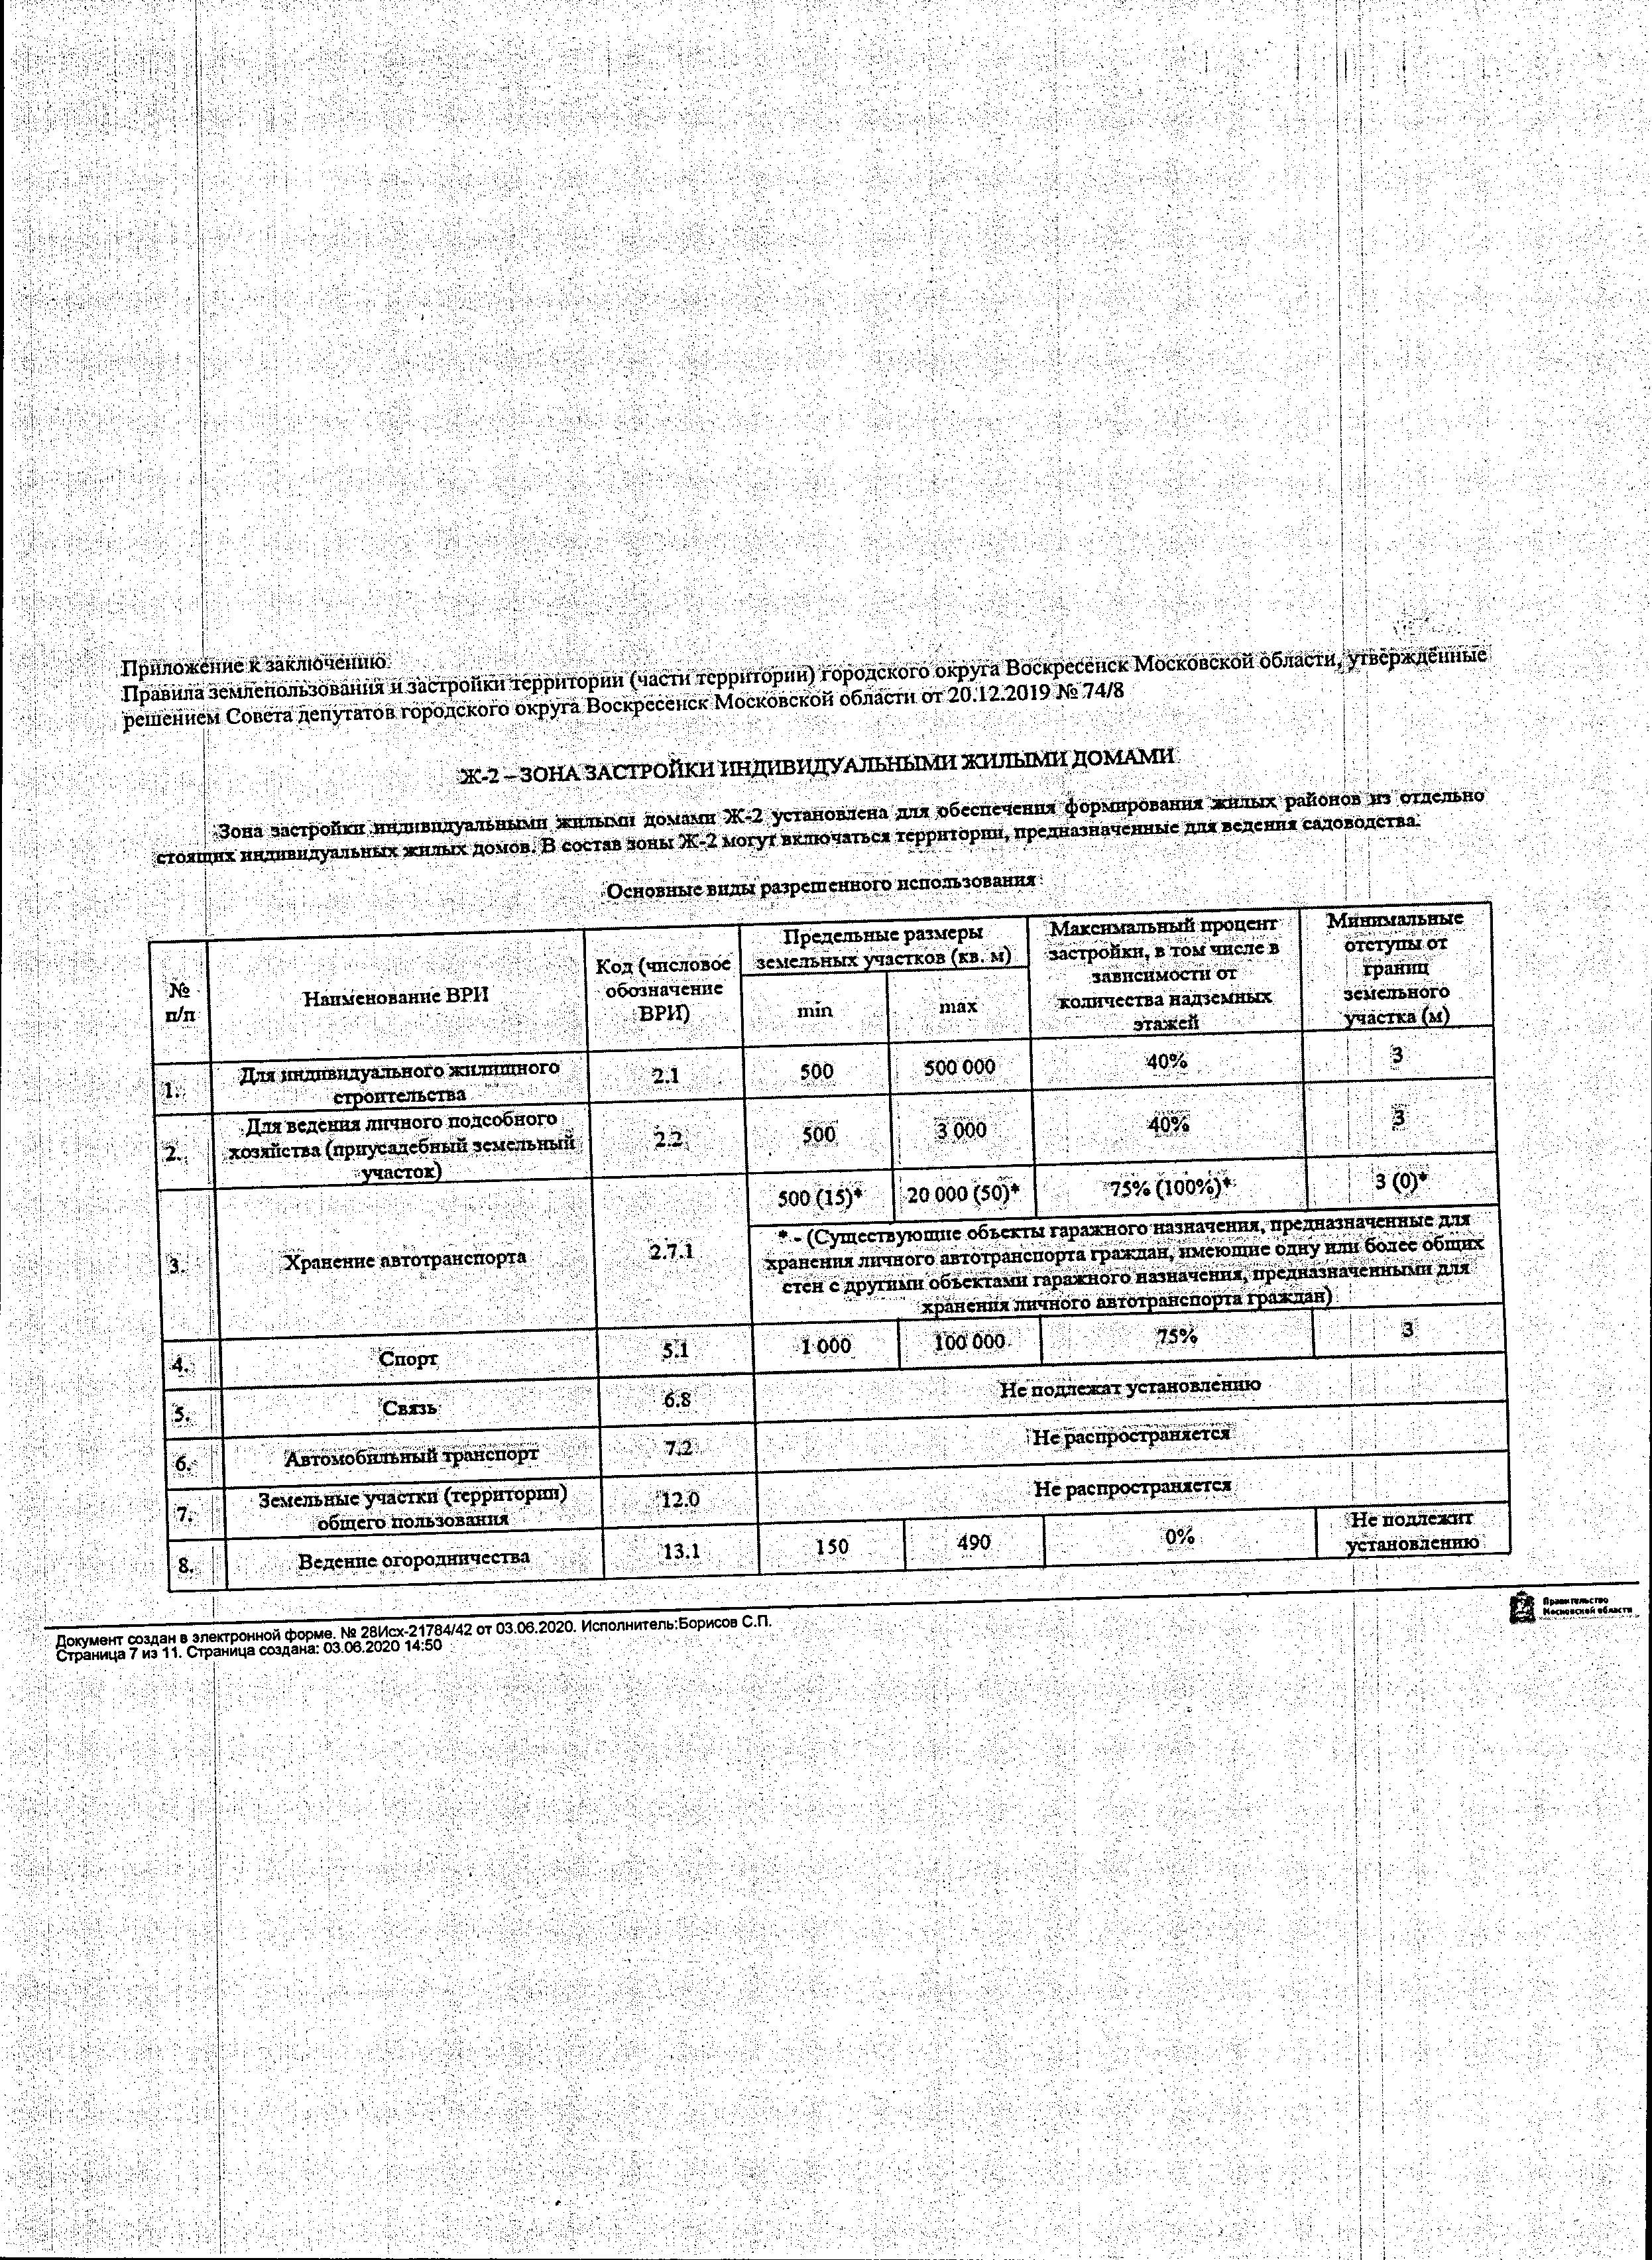 Приложение к заключению
Правила землепользования и застройки территории (части территории) городского округа Воскресенск Московской области, утверждённые
решением Совета депутатов городского округа Воскресенск Московской области от 20.12.2019 № 74/8
Ж-2 – ЗОНА ЗАСТРОЙКИ ИНДИВИДУАЛЬНЫМИ ЖИЛЫМИ ДОМАМИ
Зона застройки индивидуальными жилыми домами Ж-2 установлена для обеспечения формирования жилых районов из отдельно
стоящих индивидуальных жилых домов. В состав зоны Ж-2 могут включаться территории, предназначенные для ведения садоводства.
Основные виды разрешенного использования
№
п/п
Наименование ВРИ
Код (числовое
обозначение
ВРИ)
Предельные размеры
земельных участков (кв. м)
min
max
Максимальный процент
застройки, в том числе в
зависимости от
количества надземных
этажей
Минимальные
отступы от
границ
земельного
участка (м)
1.
Для индивидуального жилищного
строительства
2.1
500
500 000
40%
3
2.
Для ведения личного подсобного
хозяйства (приусадебный земельный
участок)
2.2
500
3 000
40%
3
3.
Хранение автотранспорта
2.7.1
500 (15)*
20 000 (50)*
75% (100%)*
3 (0)*
* - (Существующие объекты гаражного назначения, предназначенные для
хранения личного автотранспорта граждан, имеющие одну или более общих
стен с другими объектами гаражного назначения, предназначенными для
хранения личного автотранспорта граждан)
4.
Спорт
5.1
1 000
100 000
75%
3
5.
Связь
6.8
Не подлежат установлению
6.
Автомобильный транспорт
7.2
Не распространяется
7.
Земельные участки (территории)
общего пользования
12.0
Не распространяется
8.
Ведение огородничества
13.1
150
490
0%
Не подлежит
установлению
Документ создан в электронной форме. № 28Исх-21784/42 от 03.06.2020. Исполнитель:Борисов С.П.
Страница 7 из 11. Страница создана: 03.06.2020 14:50
Правительство
Московской области